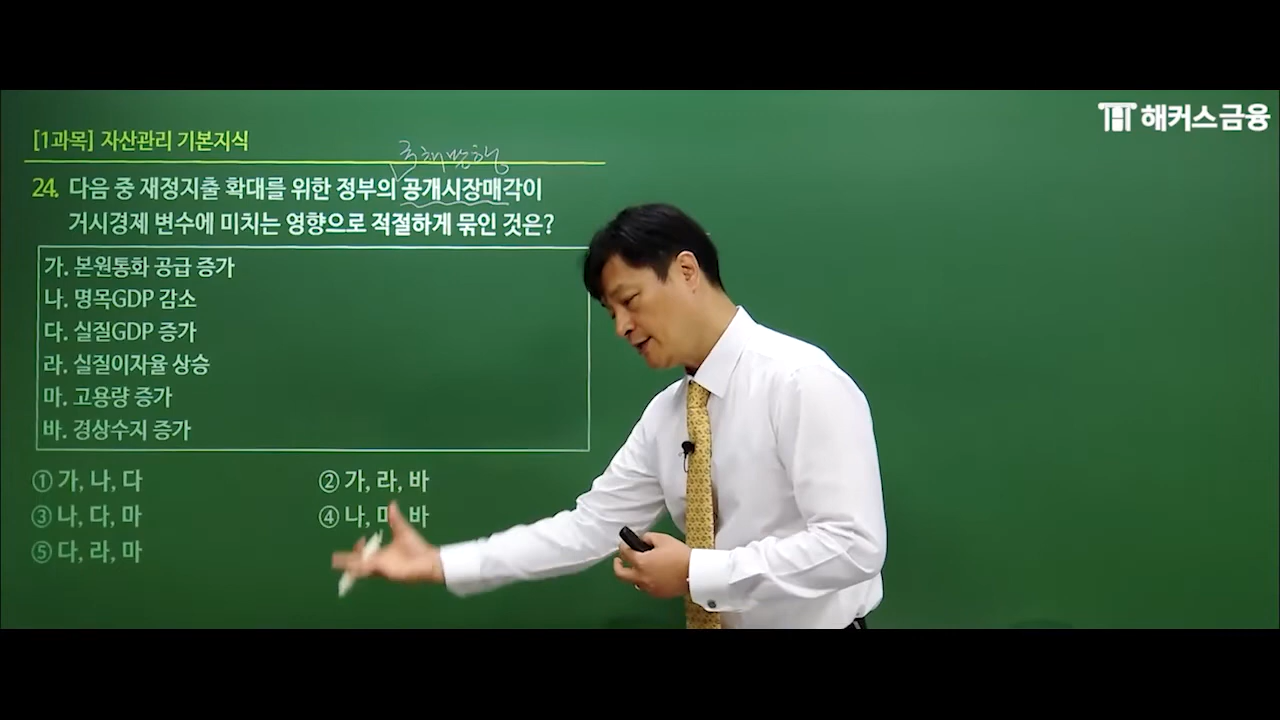 해커스금융
[1과목] 자산관리 기본지식
국채발행
24. 다음 중 재정지출 확대를 위한 정부의 공개시장매각이
거시경제 변수에 미치는 영향으로 적절하게 묶인 것은?
가. 본원통화 공급 증가
나. 명목GDP 감소
다. 실질GDP 증가
라. 실질이자율 상승
마. 고용량 증가
바. 경상수지 증가
① 가, 나, 다 ② 가, 라, 바
③ 나, 다, 마 ④ 나, 마, 바
⑤ 다, 라, 마